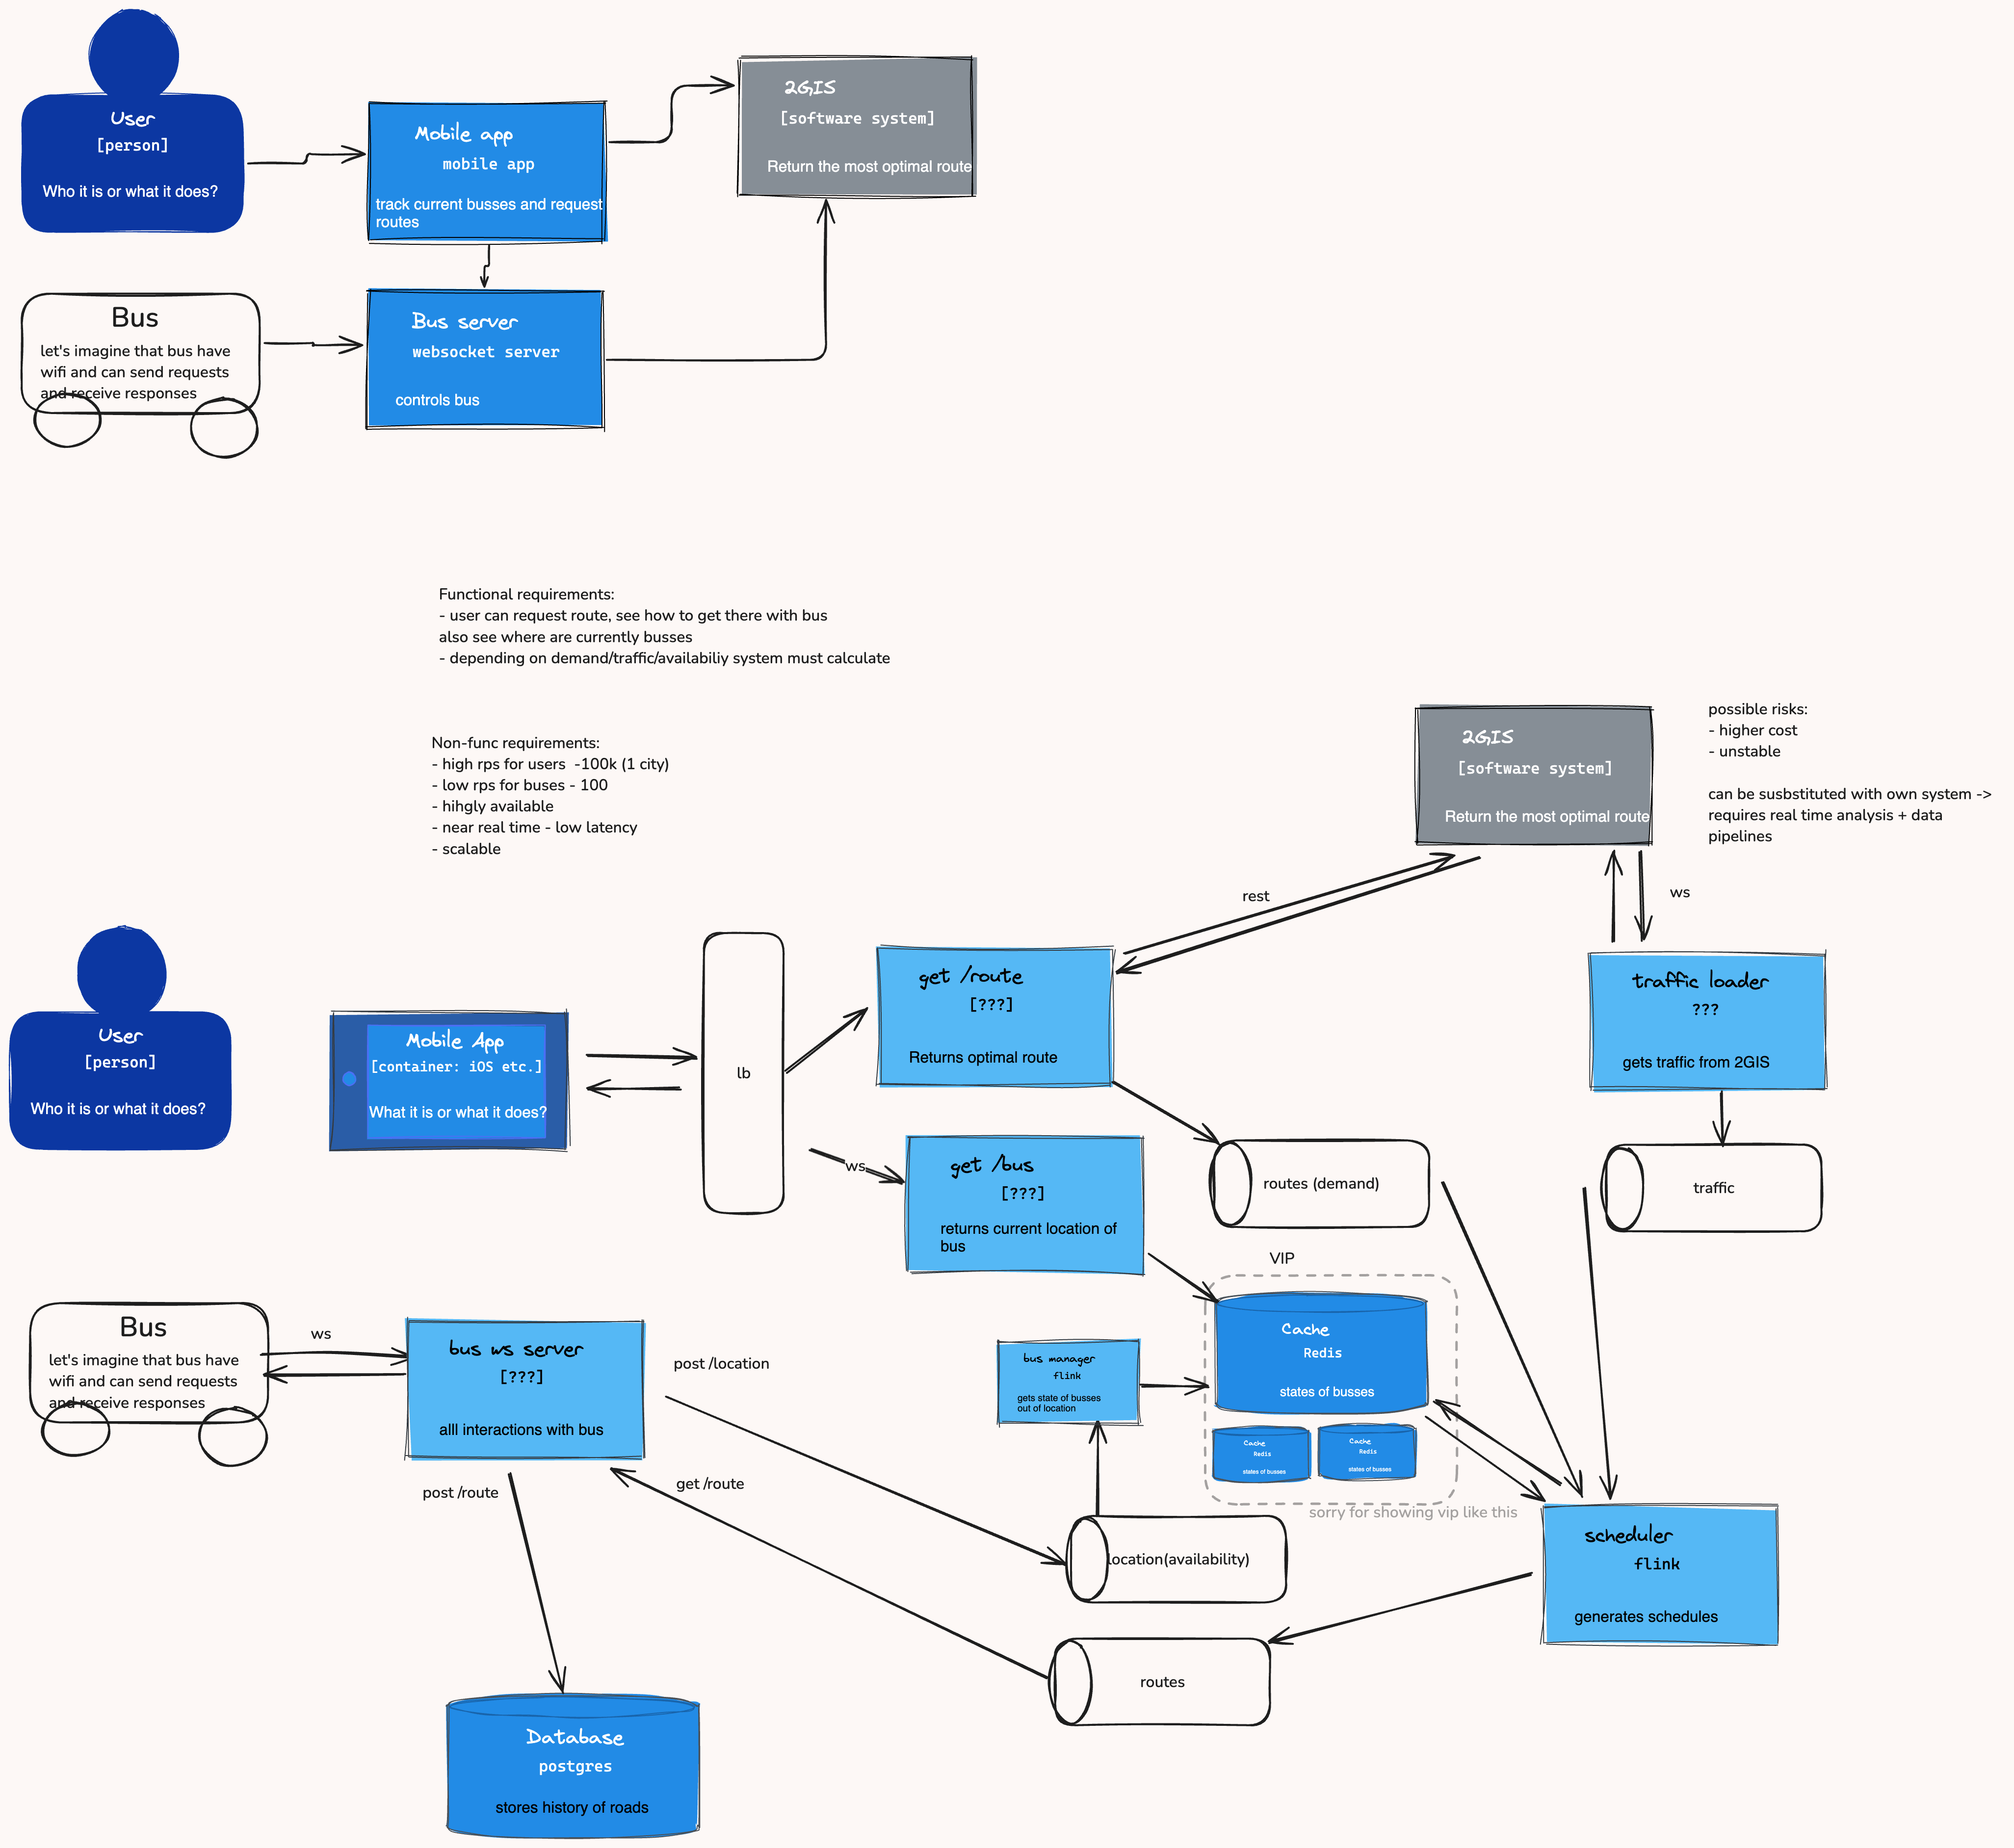 User
[person]
Who it is or what it does?
Mobile app
mobile app
track current busses and request
routes
2GIS
[software system]
Return the most optimal route
Bus
let's imagine that bus have
wifi and can send requests
and receive responses
Bus server
websocket server
controls bus
Functional requirements:
- user can request route, see how to get there with bus
also see where are currently busses
- depending on demand/traffic/availabiliy system must calculate
Non-func requirements:
- high rps for users  -100k (1 city)
- low rps for buses - 100
- hihgly available
- near real time - low latency
- scalable
2GIS
[software system]
Return the most optimal route
possible risks:
- higher cost
- unstable
can be susbstituted with own system ->
requires real time analysis + data
pipelines
rest
ws
User
[person]
Who it is or what it does?
Mobile App
[container: iOS etc.]
What it is or what it does?
lb
get /route
[???]
Returns optimal route
traffic loader
???
gets traffic from 2GIS
ws
get /bus
[???]
returns current location of
bus
routes (demand)
traffic
VIP
Cache
Redis
states of busses
Cache
Redis
states of busses
Cache
Redis
states of busses
sorry for showing vip like this
Bus
let's imagine that bus have
wifi and can send requests
and receive responses
ws
bus ws server
[???]
alll interactions with bus
post /location
bus manager
flink
gets state of busses
out of location
post /route
get /route
location(availability)
scheduler
flink
generates schedules
routes
Database
postgres
stores history of roads